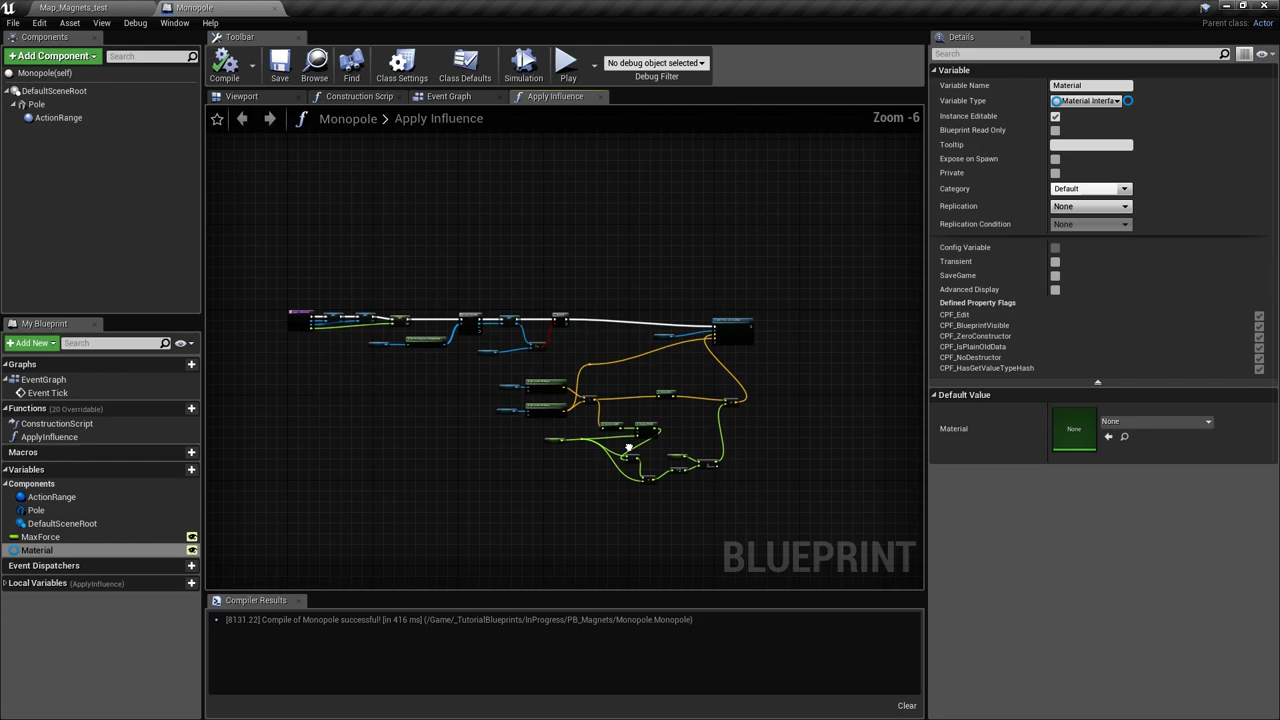 Map_Magnets_test
Monopole
File Edit Asset View Debug Window Help
Parent class: Actor
Components
Toolbar
Details
+ Add Component
Search
Compile
Save
Browse
Find
Class Settings
Class Defaults
Simulation
Play
No debug object selected
Debug Filter
Search
Monopole(self)
DefaultSceneRoot
Pole
ActionRange
Viewport
Construction Scrip
Event Graph
Apply Influence
Monopole > Apply Influence
Zoom -6
BLUEPRINT
Variable
Variable Name Material
Variable Type Material Interfa
Instance Editable
Blueprint Read Only
Tooltip
Expose on Spawn
Private
Category Default
Replication None
Replication Condition None
Config Variable
Transient
SaveGame
Advanced Display
Defined Property Flags
CPF_Edit
CPF_BlueprintVisible
CPF_ZeroConstructor
CPF_IsPlainOldData
CPF_NoDestructor
CPF_HasGetValueTypeHash
Default Value
Material None None
My Blueprint
+ Add New
Search
Graphs
EventGraph
Event Tick
Functions (20 Overridable)
ConstructionScript
ApplyInfluence
Macros
Variables
Components
ActionRange
Pole
DefaultSceneRoot
MaxForce
Material
Event Dispatchers
Local Variables (ApplyInfluence)
Compiler Results
[8131.22] Compile of Monopole successful! [in 416 ms] (/Game/_TutorialBlueprints/InProgress/PB_Magnets/Monopole.Monopole)
Clear